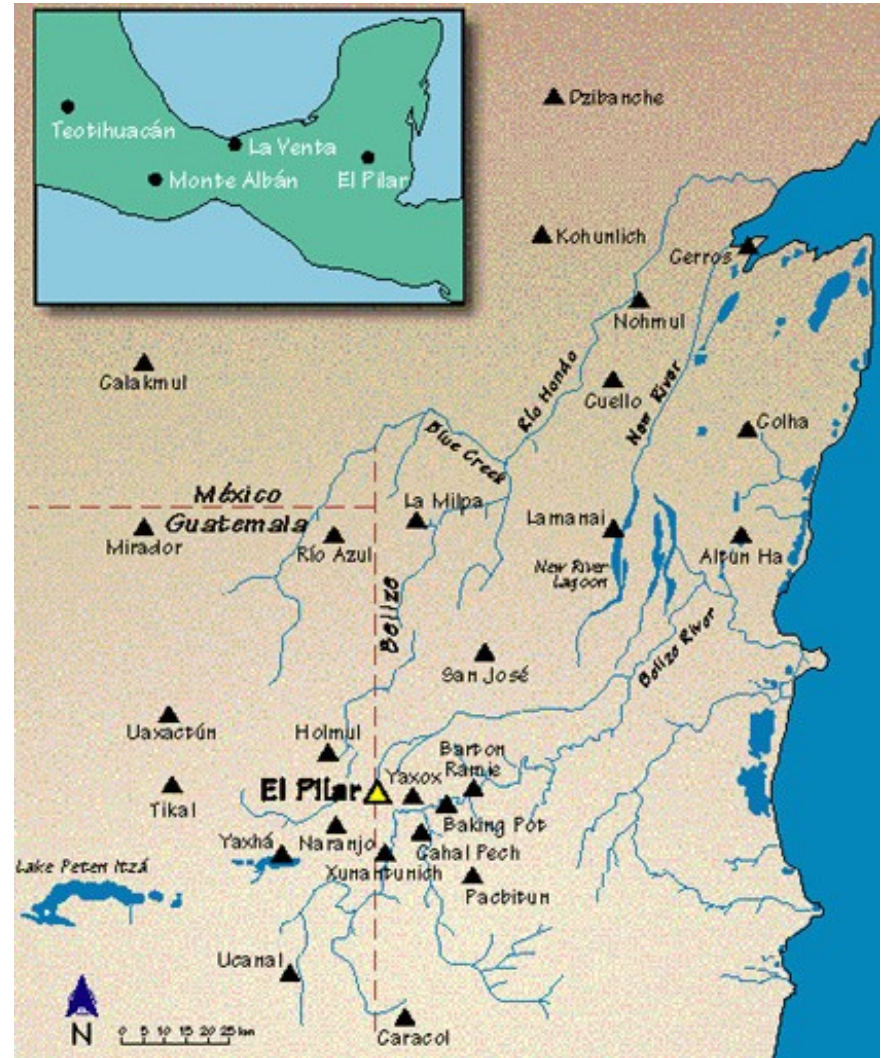 Teotihuacán
La Venta
Monte Albán
El Pilar
Dzibanche
Kohunlich
Cerros
Nohmul
Río Hondo
New River
Calakmul
Cuello
Colha
Blue Creek
México
Guatemala
La Milpa
Mirador
Río Azul
Lamanai
Altun Ha
New River
Lagoon
Belize
San José
Belize River
Uaxactún
Holmul
Barton
Ramie
El Pilar
Yaxox
Tikal
Baking Pot
Yaxhá
Naranjo
Cahal Pech
Xunantunich
Lake Peten Itzá
Pacbitun
Ucanal
N
0 5 10 15 20 25 km
Caracol